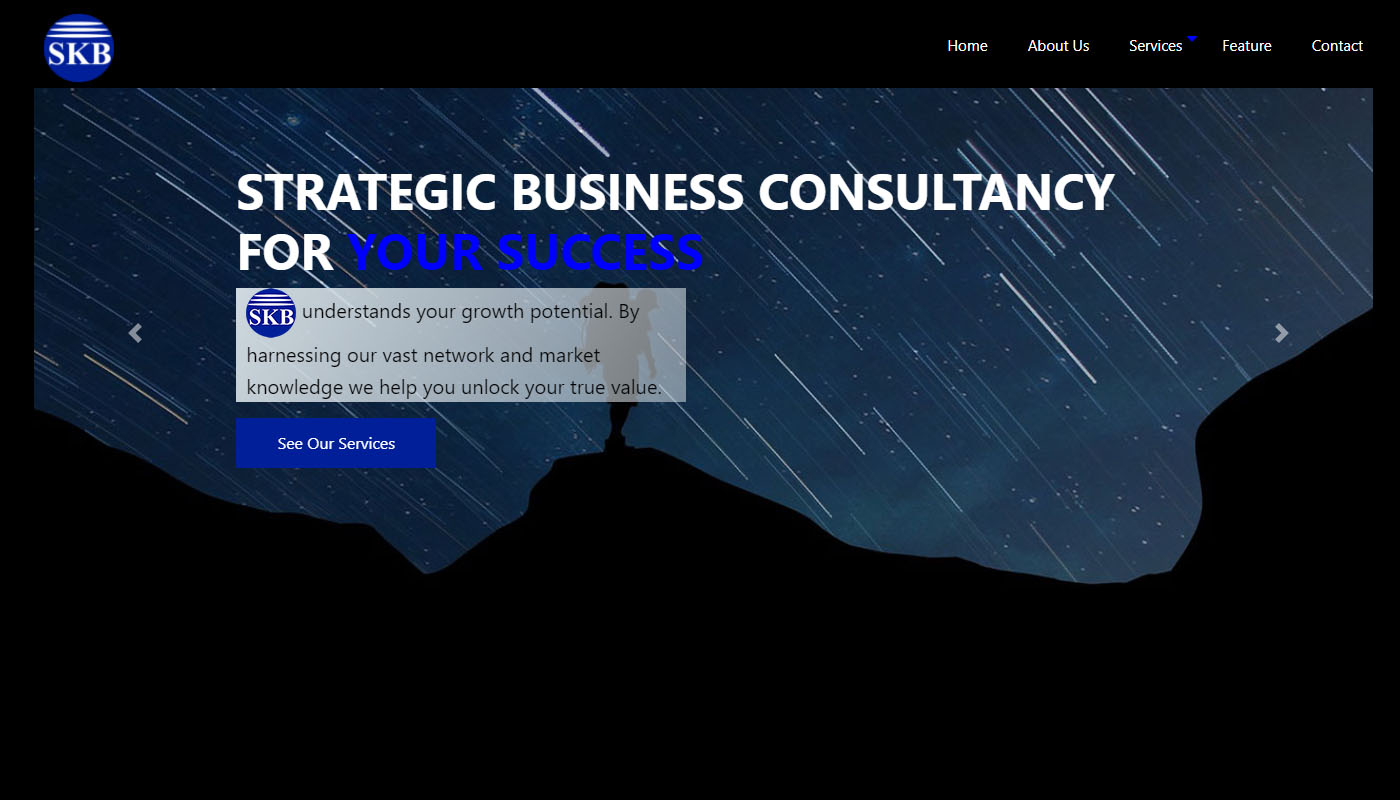 SKB
Home About Us Services Feature Contact
STRATEGIC BUSINESS CONSULTANCY
FOR YOUR SUCCESS
SKB understands your growth potential. By
harnessing our vast network and market
knowledge we help you unlock your true value.
See Our Services